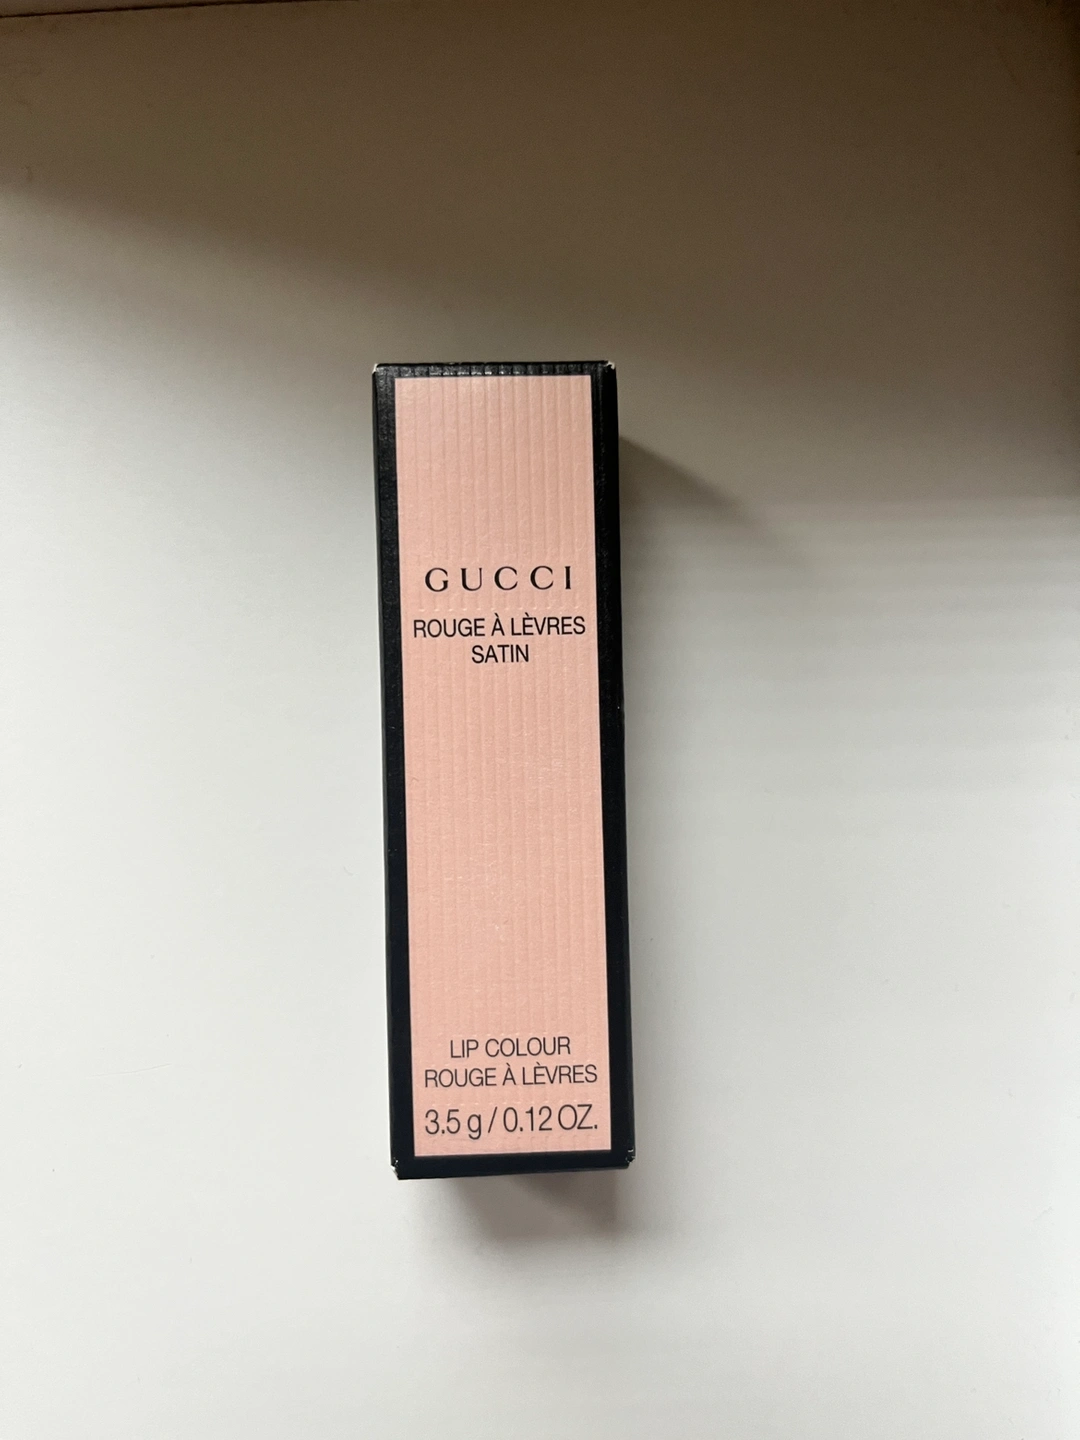 GUCCI
ROUGE À LÈVRES
SATIN
LIP COLOUR
ROUGE À LÈVRES
3.5 g / 0.12 OZ.